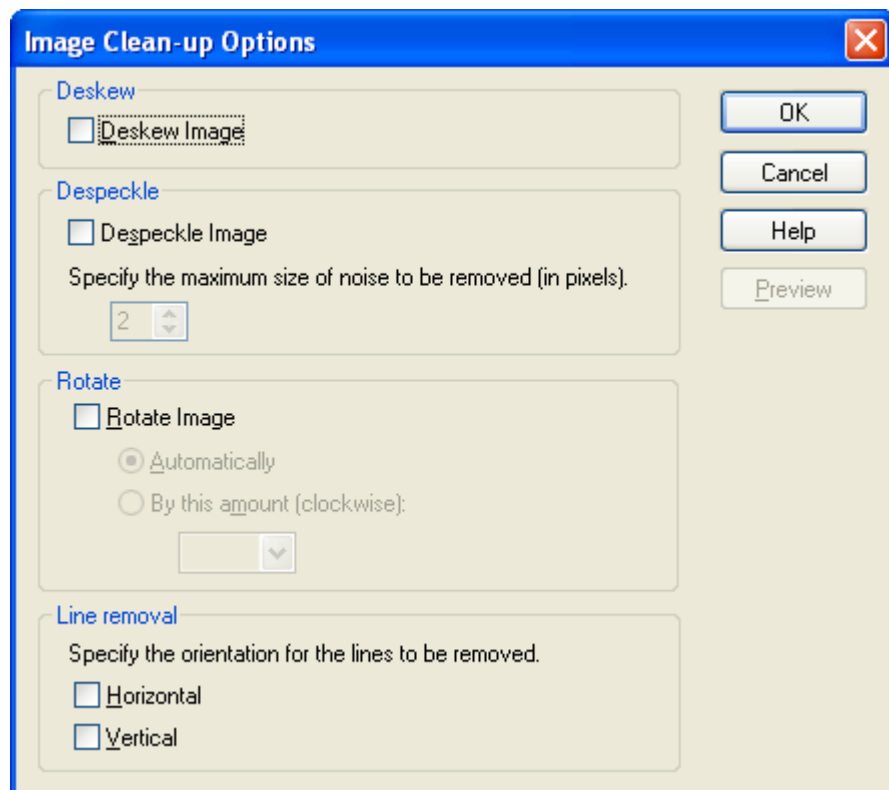 Image Clean-up Options
Deskew
Deskew Image
OK
Cancel
Help
Preview
Despeckle
Despeckle Image
Specify the maximum size of noise to be removed (in pixels).
2
Rotate
Rotate Image
Automatically
By this amount (clockwise):
Line removal
Specify the orientation for the lines to be removed.
Horizontal
Vertical